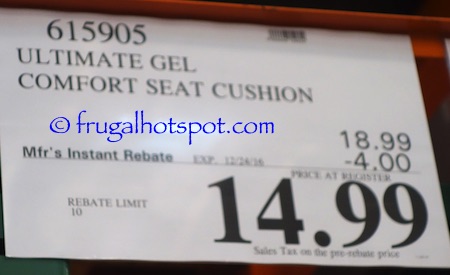 615905
ULTIMATE GEL
COMFORT SEAT CUSHION
© frugalhotspot.com
18.99
Mfr's Instant Rebate EXP. 12/24/16 -4.00
PRICE AT REGISTER
REBATE LIMIT
10
14.99
Sales Tax on the pre-rebate price